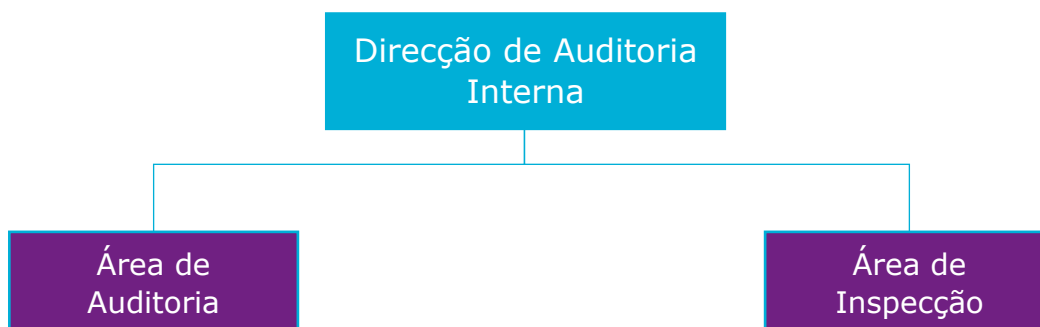 Direcção de Auditoria
Interna
Área de
Auditoria
Área de
Inspecção